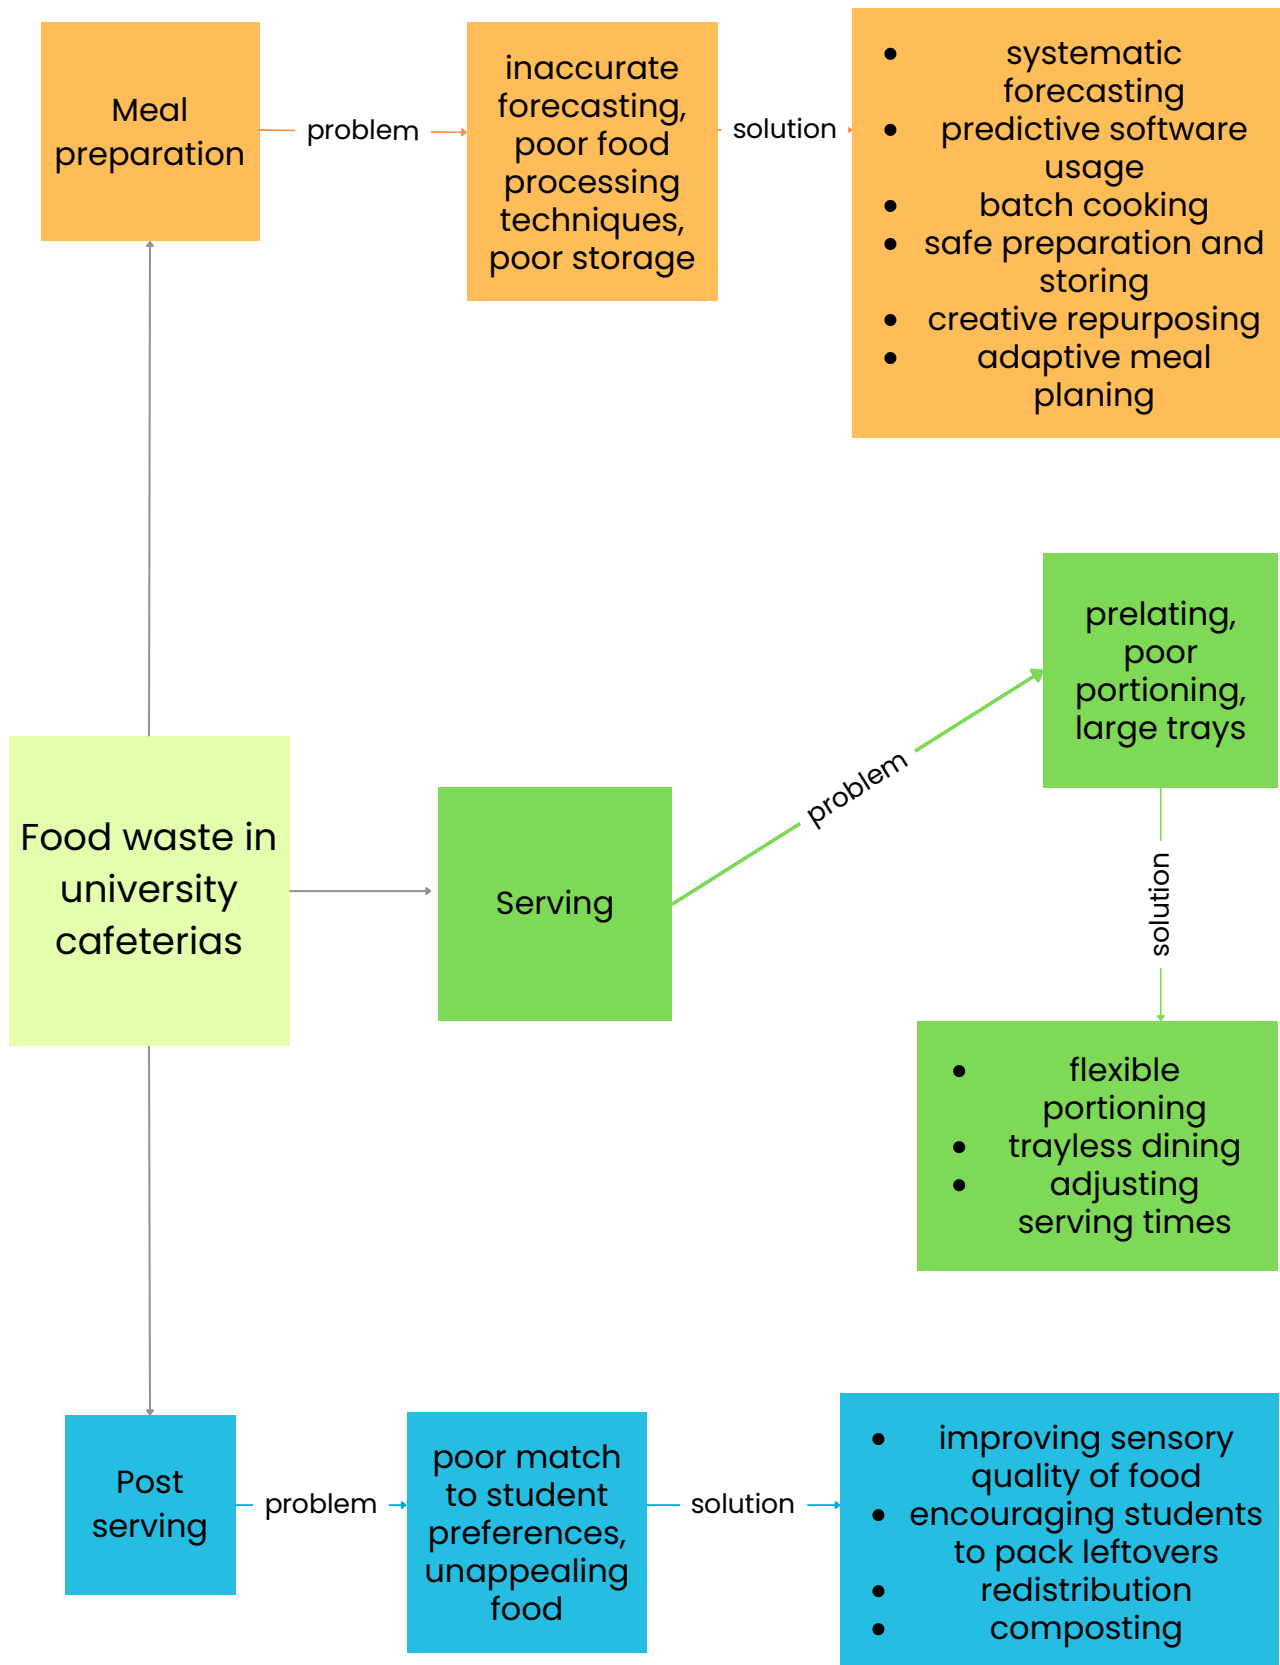 Meal
preparation
problem
inaccurate
forecasting,
poor food
processing
techniques,
poor storage
solution
• systematic
forecasting
• predictive software
usage
• batch cooking
• safe preparation and
storing
• creative repurposing
• adaptive meal
planing
Food waste in
university
cafeterias
Serving
problem
prelating,
poor
portioning,
large trays
solution
• flexible
portioning
• trayless dining
• adjusting
serving times
Post
serving
problem
poor match
to student
preferences,
unappealing
food
solution
• improving sensory
quality of food
• encouraging students
to pack leftovers
• redistribution
• composting